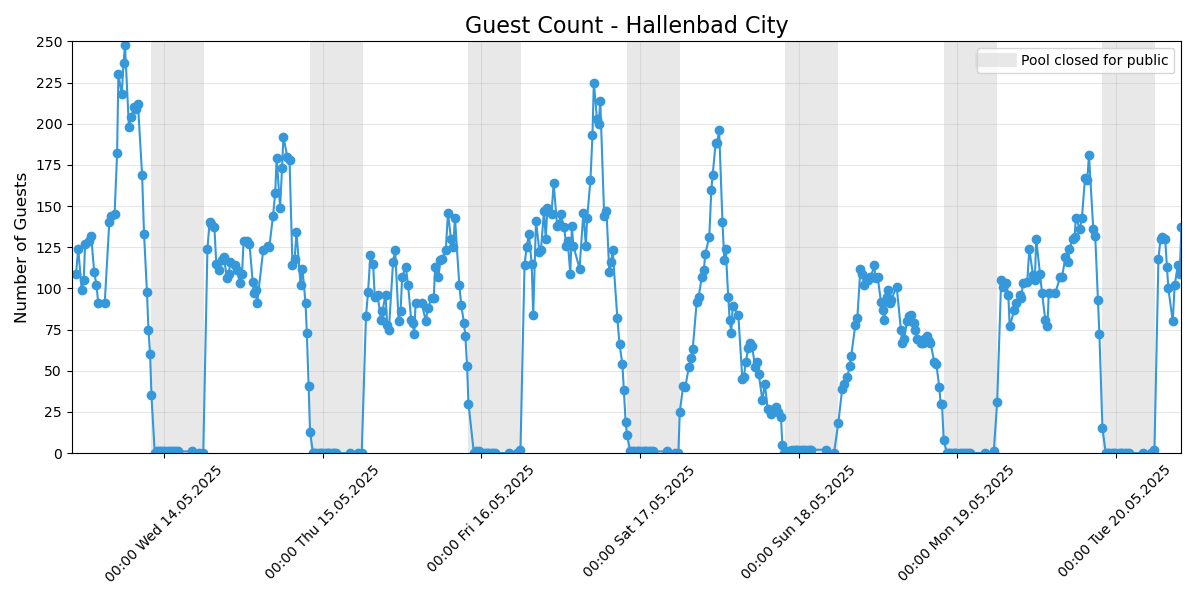 Guest Count - Hallenbad City
Pool closed for public
Number of Guests
250
225
200
175
150
125
100
75
50
25
0
00:00 Wed 14.05.2025
00:00 Thu 15.05.2025
00:00 Fri 16.05.2025
00:00 Sat 17.05.2025
00:00 Sun 18.05.2025
00:00 Mon 19.05.2025
00:00 Tue 20.05.2025